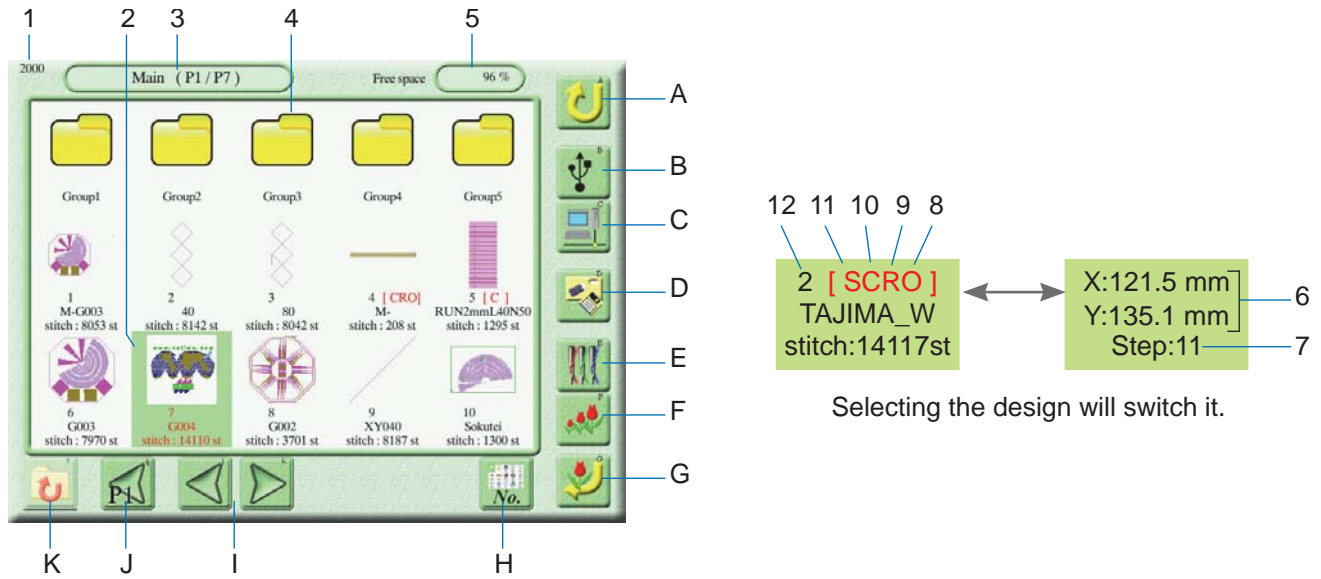 1 2 3 4 5
2000 Main ( P1 / P7 ) Free space 96 %
A
B
C
D
E
F
G
Group1 Group2 Group3 Group4 Group5
1 2 3 4 [ CRO] 5 [ C ]
M-G003 40 80 M- RUN2mmL40N50
stitch : 8053 st stitch : 8142 st stitch : 8042 st stitch : 208 st stitch : 1295 st
6 7 8 9 10
G003 G004 G002 XY040 Sokutei
stitch : 7970 st stitch : 14110 st stitch : 3701 st stitch : 8187 st stitch : 1300 st
P1 No.
K J I H
12 11 10 9 8
2 [ SCRO ]
TAJIMA_W
stitch:14117st
X:121.5 mm
Y:135.1 mm
Step:11
6
7
Selecting the design will switch it.